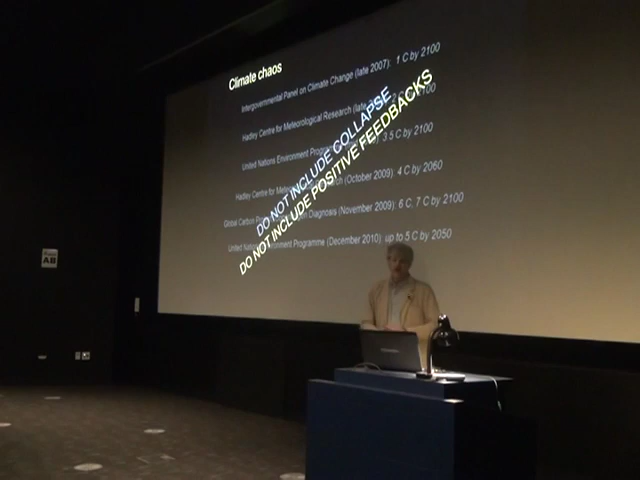 Climate chaos
Intergovernmental Panel on Climate Change (late 2007): 1 C by 2100
Hadley Centre for Meteorological Research (late
United Nations Environment 3 5 C by 2100
Hadley Centre for (October 2009): 4 C by 2060
Global Carbon Diagnosis (November 2009): 6 C, 7 C by 2100
United Environment Programme (December 2010): up to 5 C by 2050
DO NOT INCLUDE COLLAPSE
DO NOT INCLUDE POSITIVE FEEDBACKS
AB